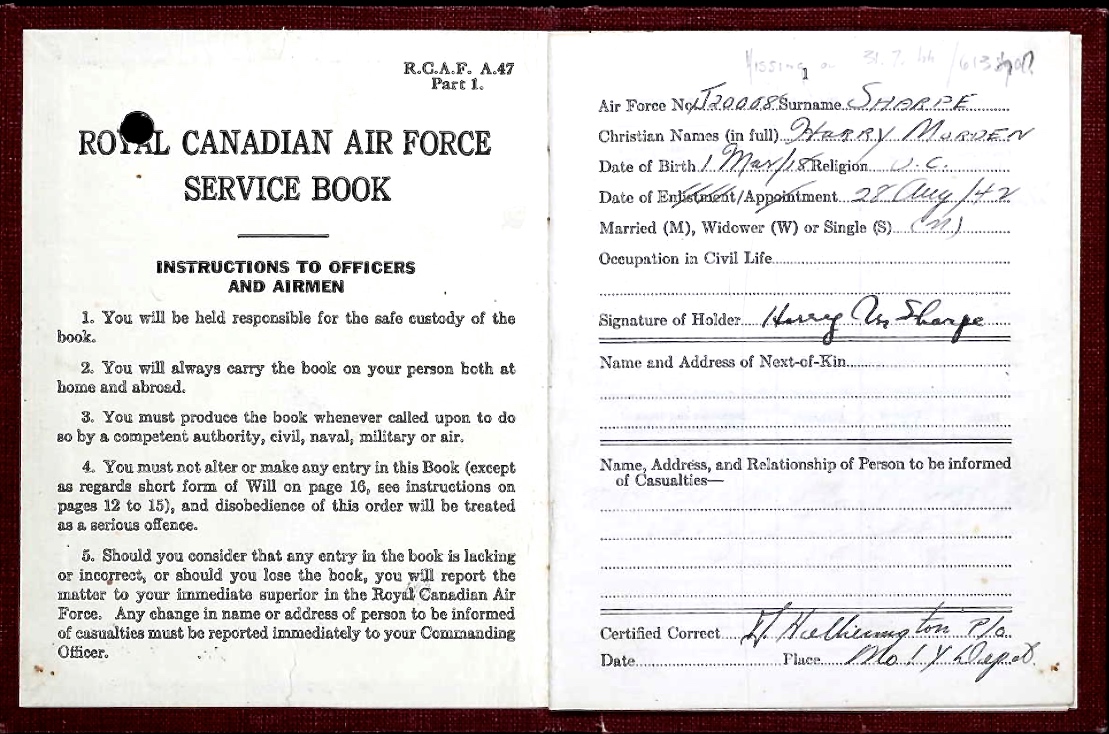 R.C.A.F. A.47
Part 1.
ROYAL CANADIAN AIR FORCE
SERVICE BOOK
INSTRUCTIONS TO OFFICERS
AND AIRMEN
1. You will be held responsible for the safe custody of the
book.
2. You will always carry the book on your person both at
home and abroad.
3. You must produce the book whenever called upon to do
so by a competent authority, civil, naval, military or air.
4. You must not alter or make any entry in this Book (except
as regards short form of Will on page 16, see instructions on
pages 12 to 15), and disobedience of this order will be treated
as a serious offence.
5. Should you consider that any entry in the book is lacking
or incorrect, or should you lose the book, you will report the
matter to your immediate superior in the Royal Canadian Air
Force. Any change in name or address of person to be informed
of casualties must be reported immediately to your Commanding
Officer.
Missing on 31.7.44
1
Air Force No. J20008 Surname SHARPE
Christian Names (in full) HARRY MORDEN
Date of Birth 1 Mar/18 Religion U.C.
Date of Enlistment/Appointment 28 Aug/42
Married (M), Widower (W) or Single (S) (M)
Occupation in Civil Life
Signature of Holder Harry M Sharpe
Name and Address of Next-of-Kin
Name, Address, and Relationship of Person to be informed
of Casualties—
Certified Correct P/O
Date Place No 1 Y Depot